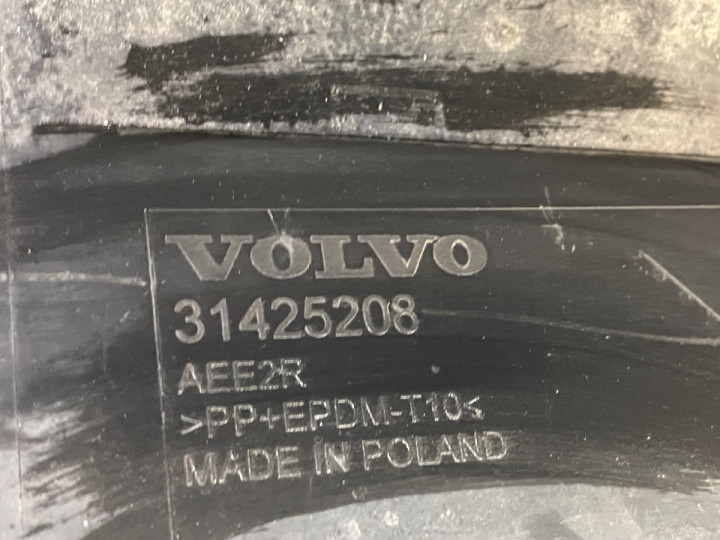 VOLVO
31425208
AEE2R
>PP+EPDM-T10<
MADE IN POLAND